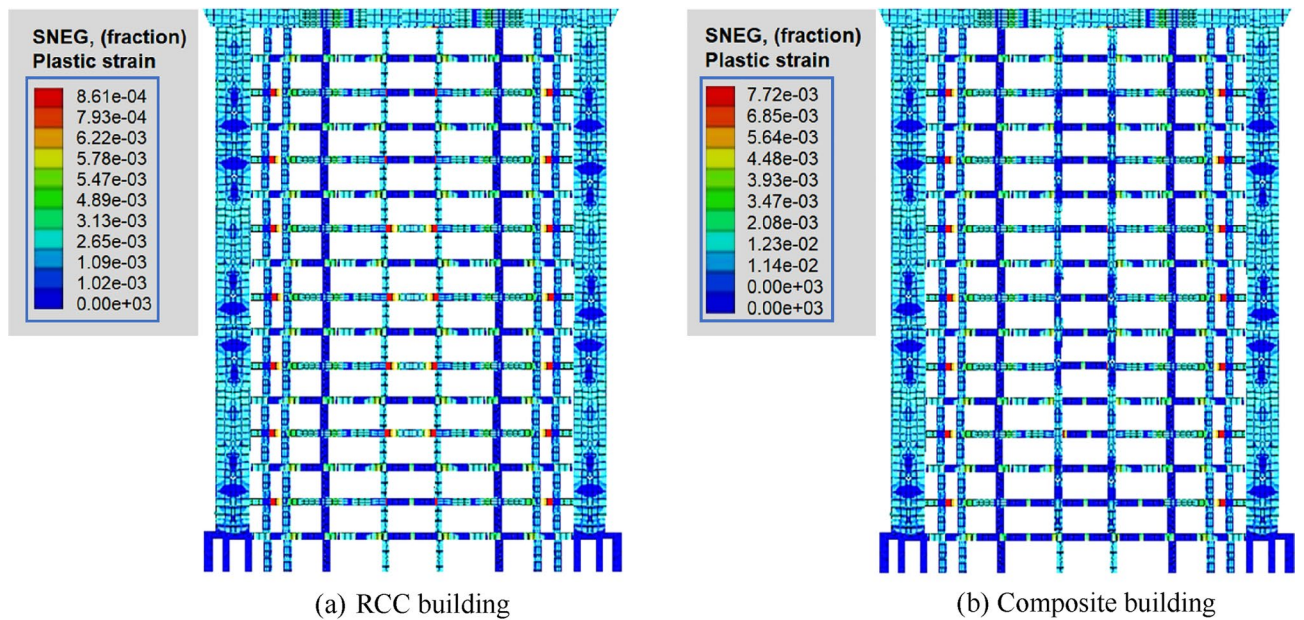 SNEG, (fraction)
Plastic strain
8.61e-04
7.93e-04
6.22e-03
5.78e-03
5.47e-03
4.89e-03
3.13e-03
2.65e-03
1.09e-03
1.02e-03
0.00e+03
(a) RCC building
SNEG, (fraction)
Plastic strain
7.72e-03
6.85e-03
5.64e-03
4.48e-03
3.93e-03
3.47e-03
2.08e-03
1.23e-02
1.14e-02
0.00e+03
0.00e+03
(b) Composite building